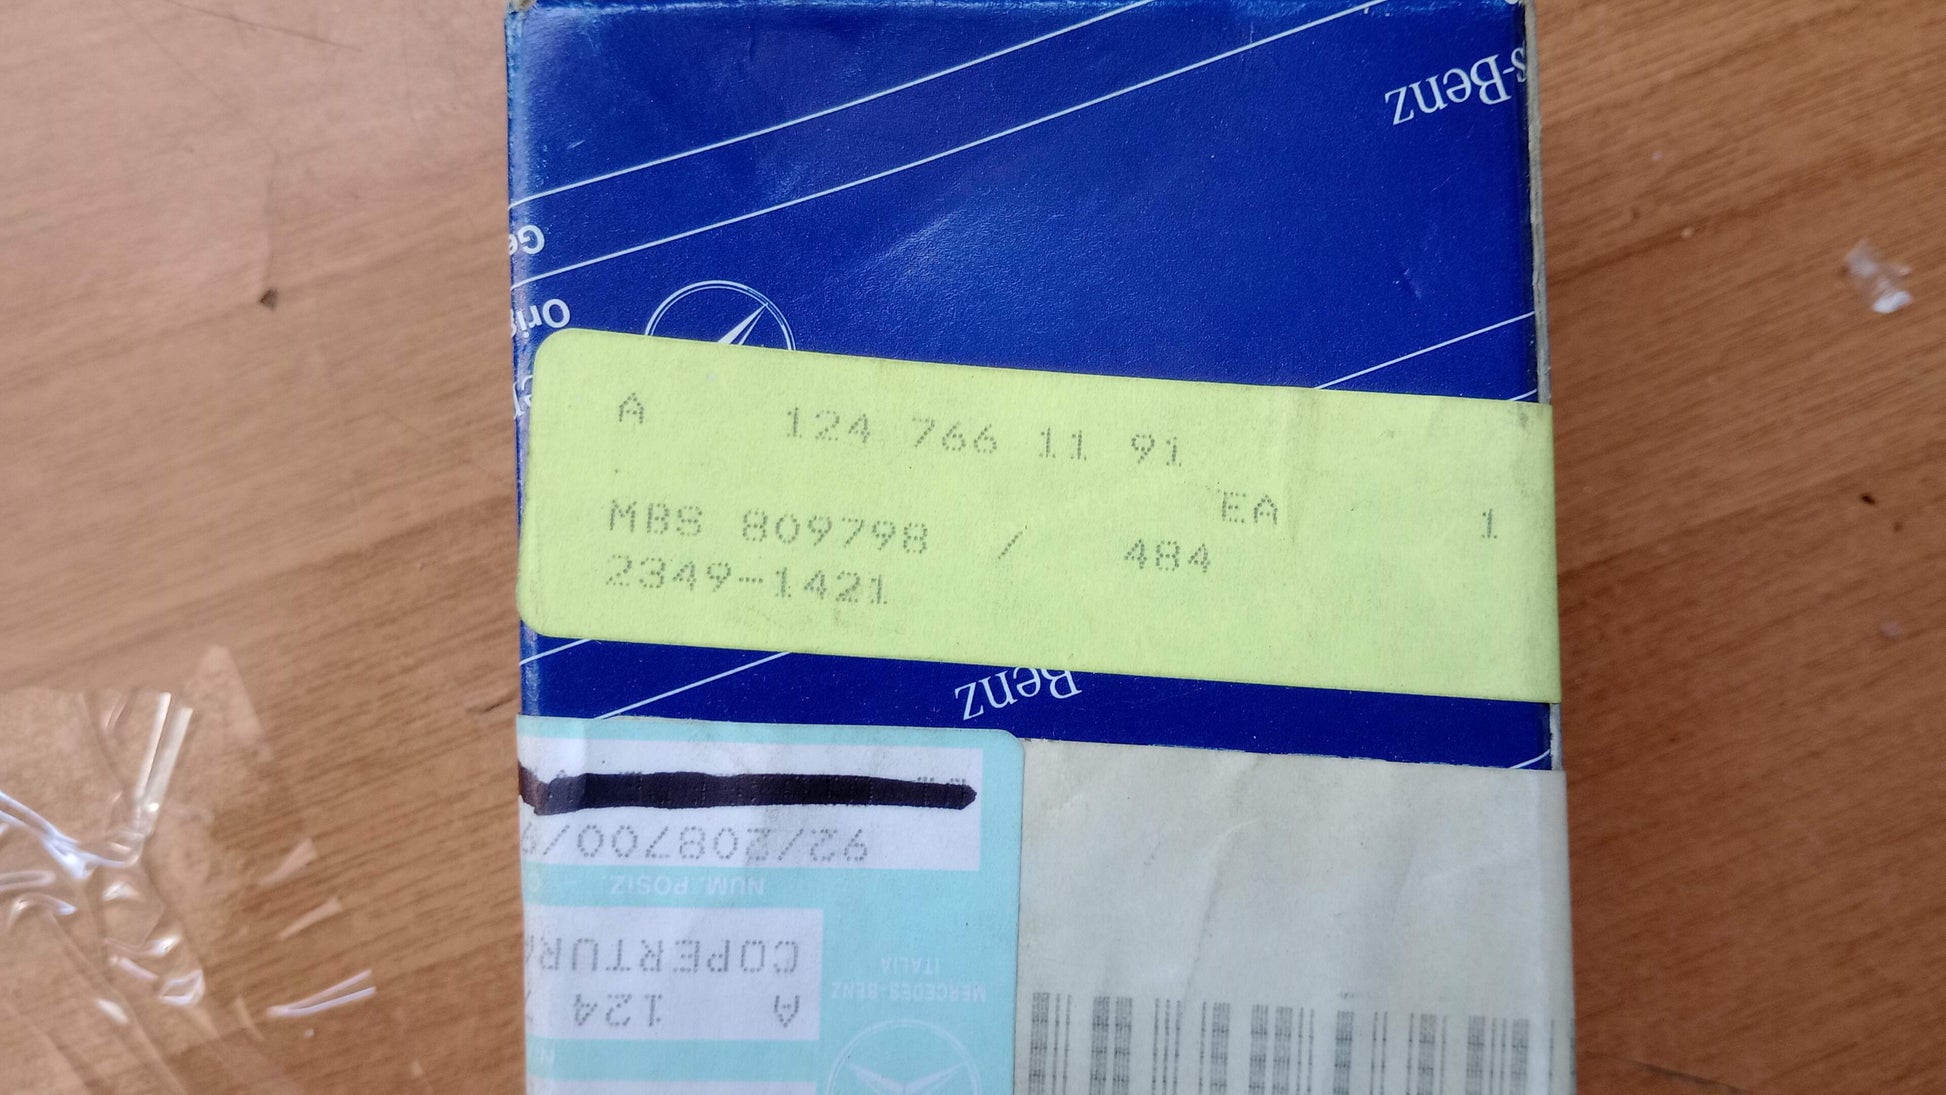 s-Benz
Ge
Ori
A 124 766 11 91
EA 1
MBS 809798 / 484
2349-1421
Benz
92/208700/
NUM. POSIZ. -
COPERTUR
MERCEDES-BENZ
ITALIA
A 124